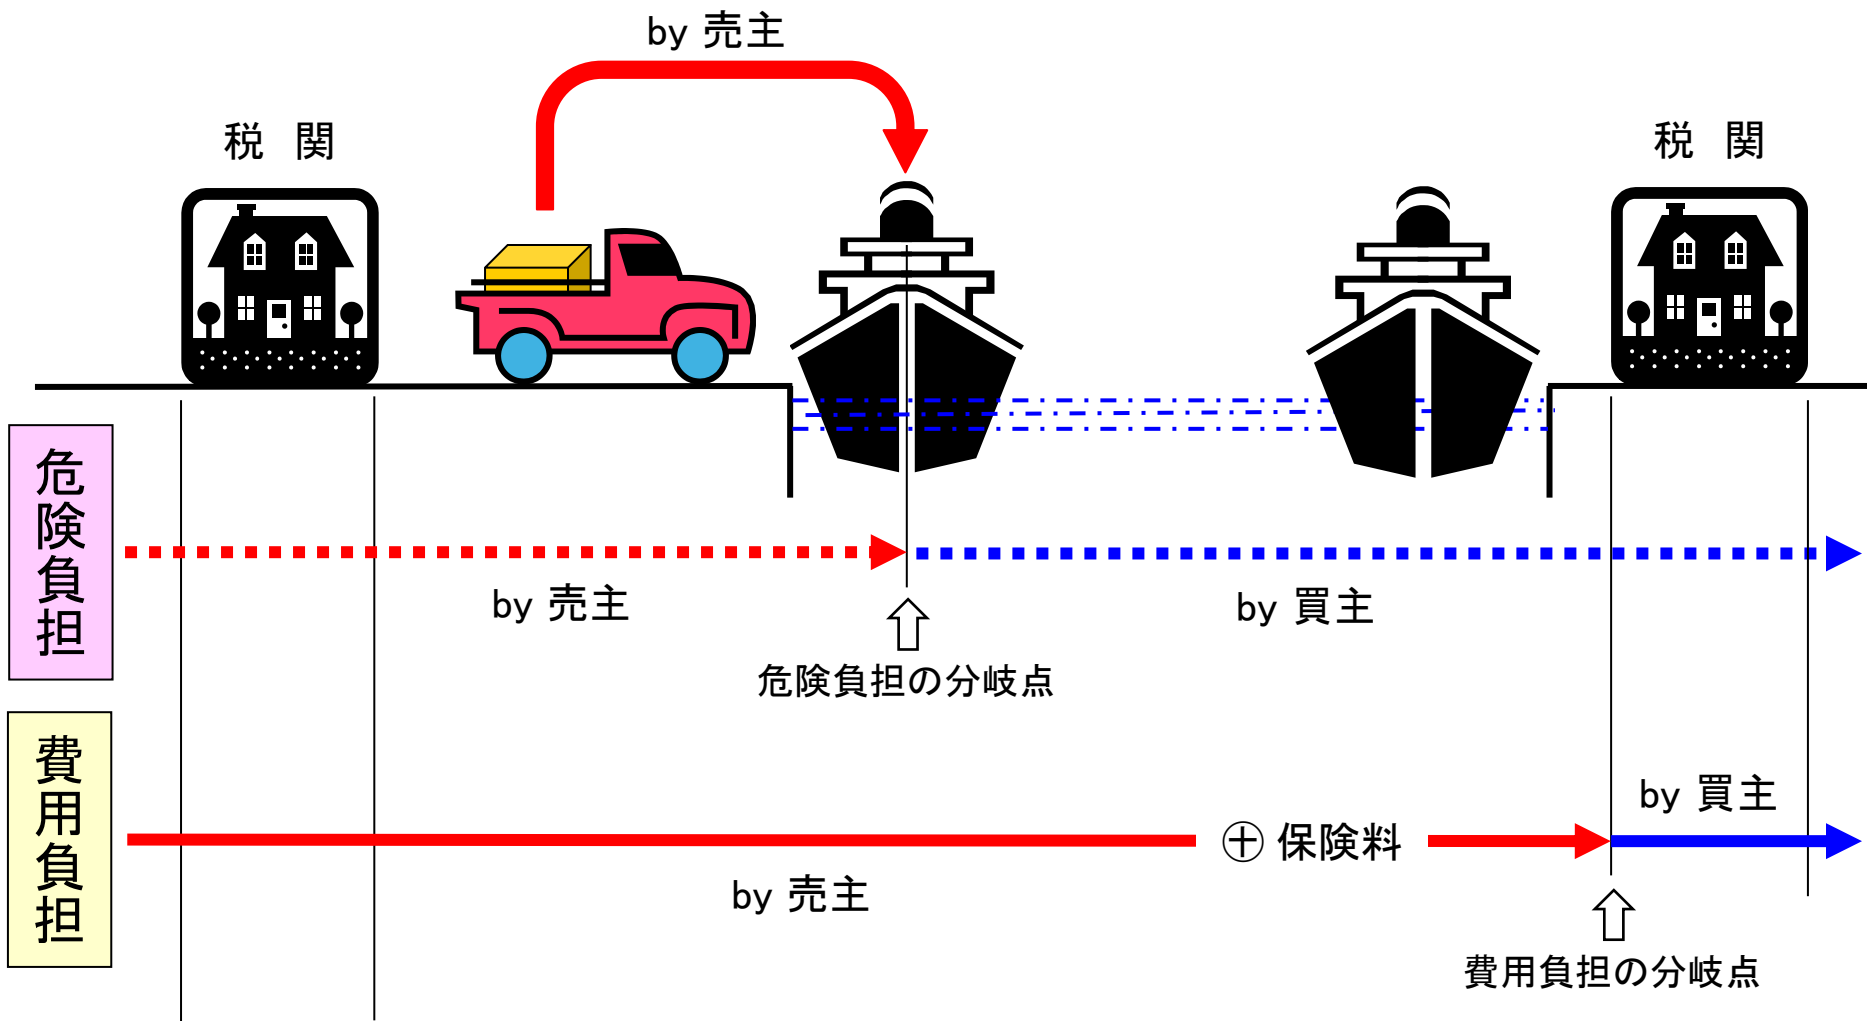 by 売主
税 関
税 関
危険負担
by 売主
by 買主
危険負担の分岐点
費用負担
by 買主
⊕ 保険料
by 売主
費用負担の分岐点